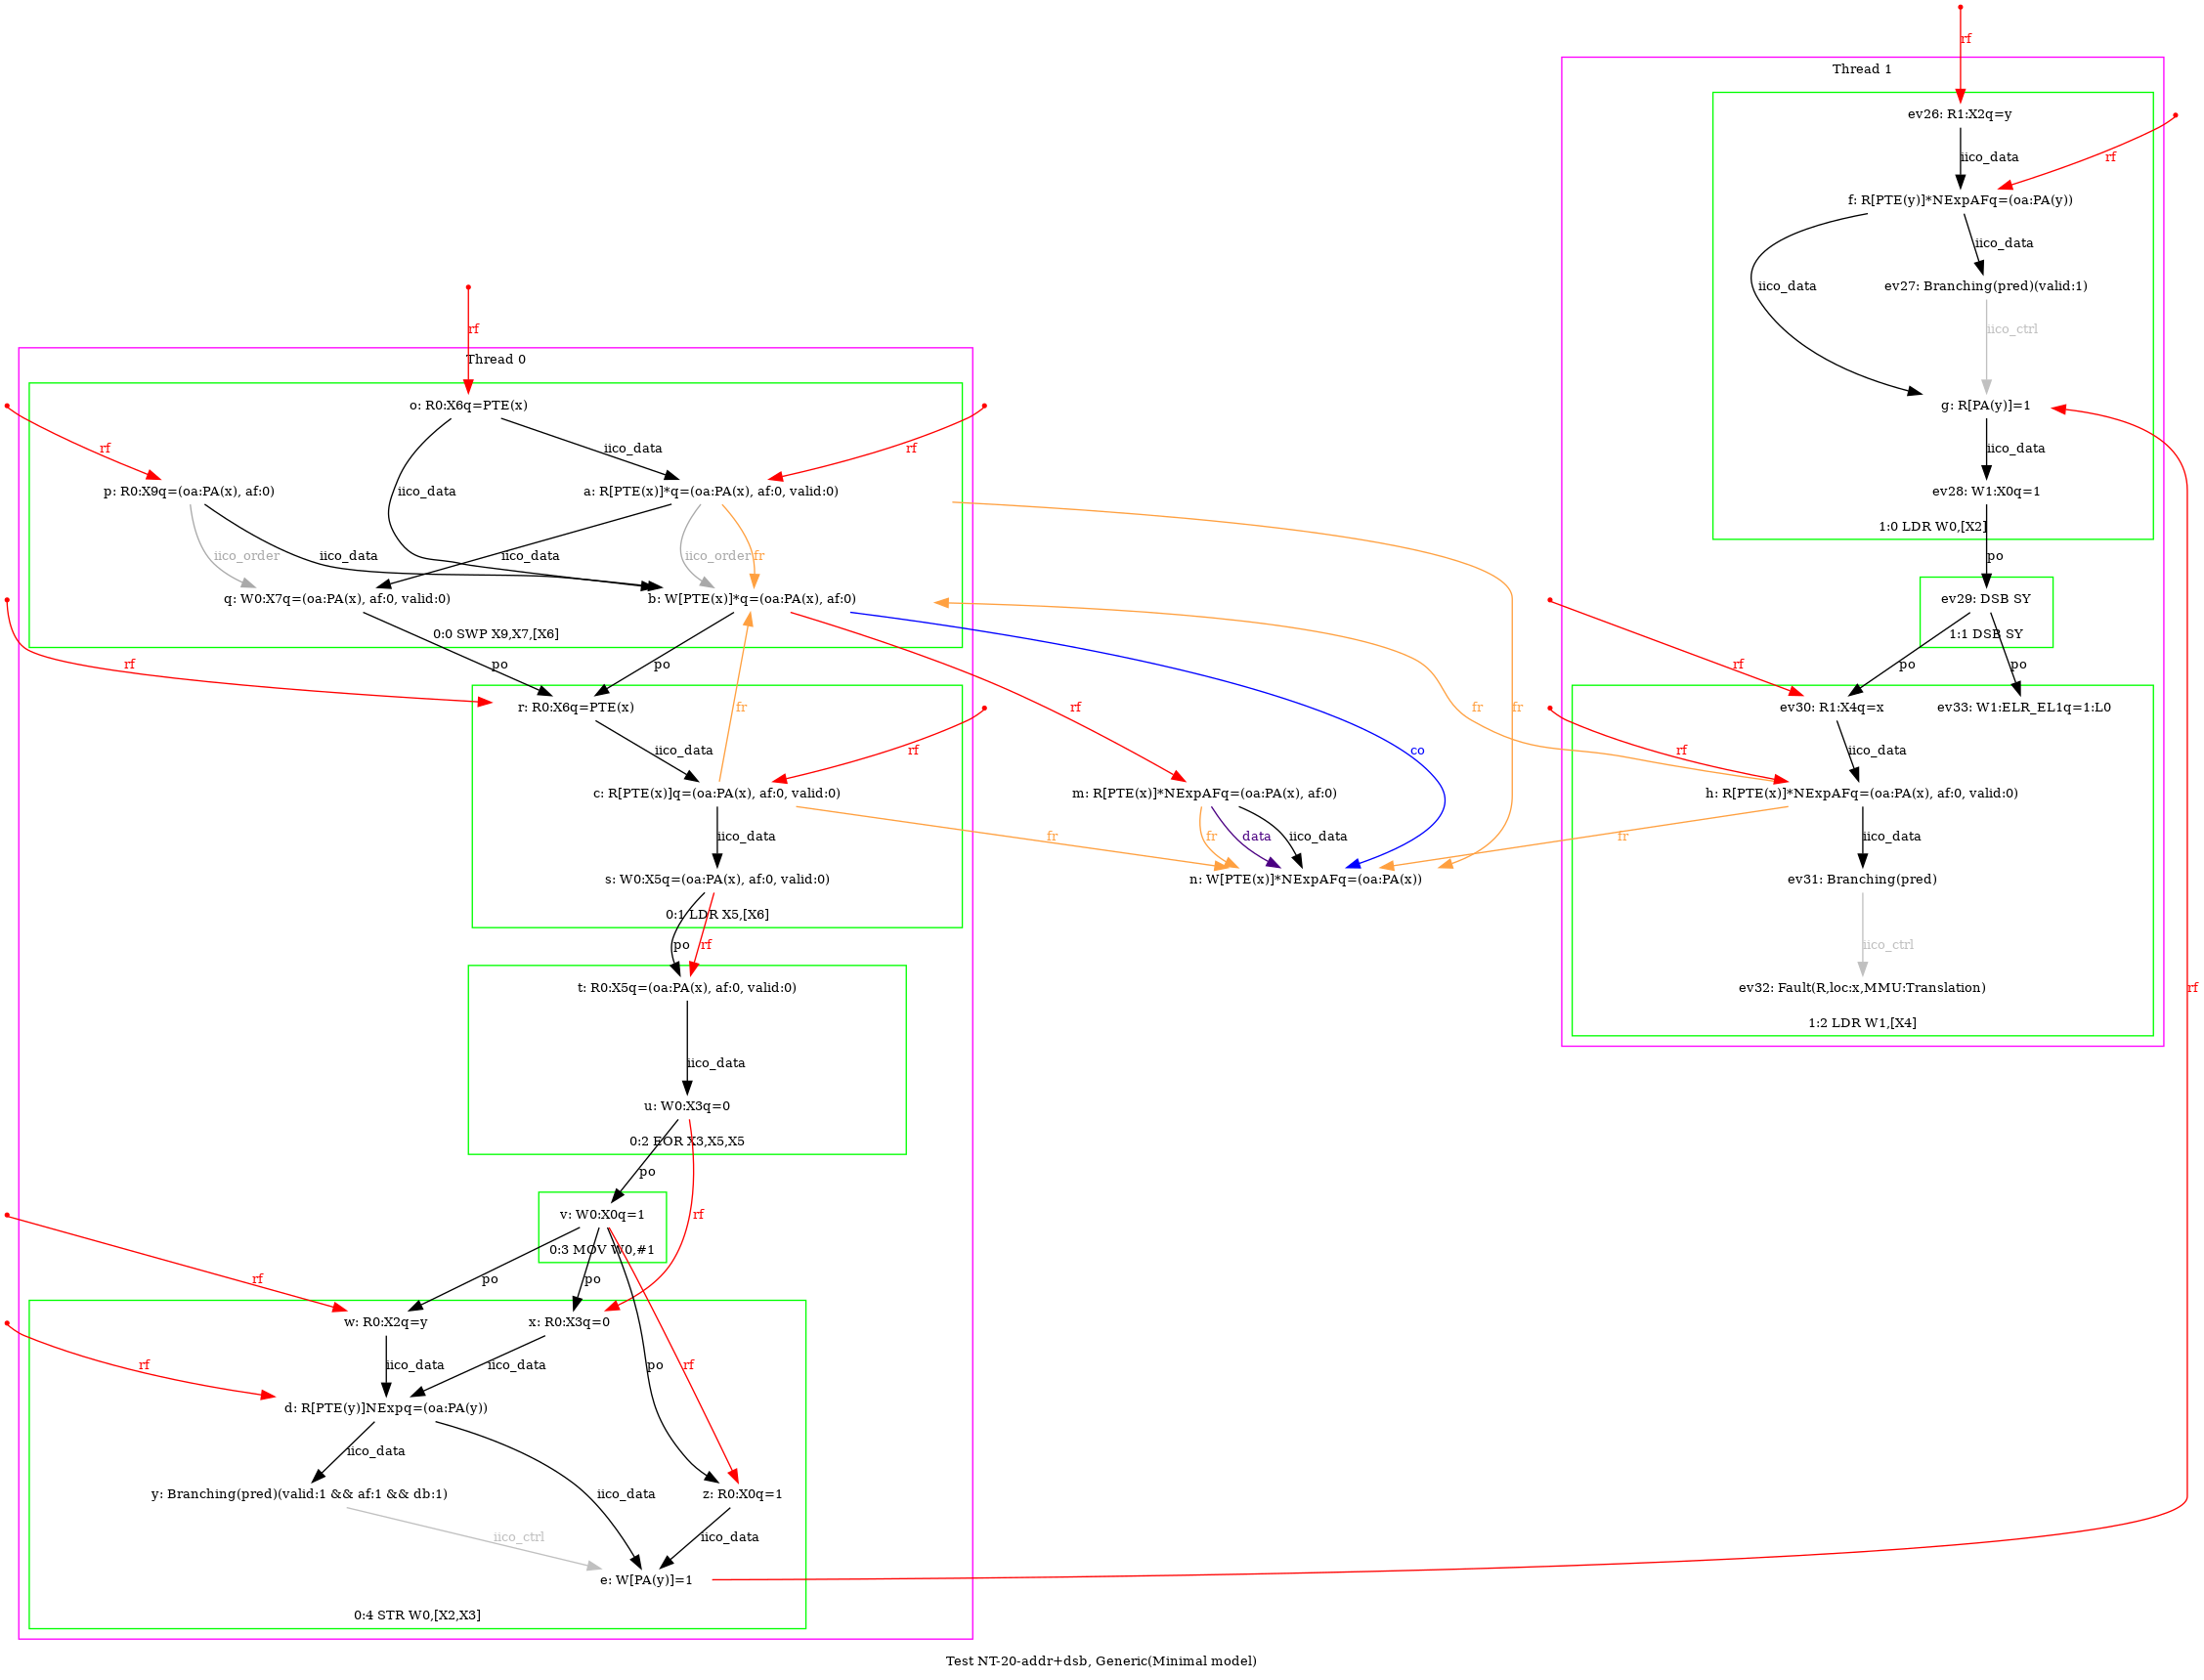 rf
Thread 1
ev26: R1:X2q=y
iico_data
rf
f: R[PTE(y)]*NExpAFq=(oa:PA(y))
iico_data
iico_data
ev27: Branching(pred)(valid:1)
iico_ctrl
g: R[PA(y)]=1
iico_data
ev28: W1:X0q=1
1:0 LDR W0,[X2]
po
ev29: DSB SY
1:1 DSB SY
po
po
rf
ev30: R1:X4q=x
ev33: W1:ELR_EL1q=1:L0
rf
iico_data
h: R[PTE(x)]*NExpAFq=(oa:PA(x), af:0, valid:0)
fr
fr
iico_data
ev31: Branching(pred)
iico_ctrl
ev32: Fault(R,loc:x,MMU:Translation)
1:2 LDR W1,[X4]
rf
rf
Thread 0
o: R0:X6q=PTE(x)
rf
iico_data
rf
p: R0:X9q=(oa:PA(x), af:0)
iico_data
a: R[PTE(x)]*q=(oa:PA(x), af:0, valid:0)
iico_order
iico_data
iico_data
iico_order
fr
q: W0:X7q=(oa:PA(x), af:0, valid:0)
b: W[PTE(x)]*q=(oa:PA(x), af:0)
0:0 SWP X9,X7,[X6]
rf
po
po
rf
fr
r: R0:X6q=PTE(x)
fr
iico_data
rf
co
c: R[PTE(x)]q=(oa:PA(x), af:0, valid:0)
m: R[PTE(x)]*NExpAFq=(oa:PA(x), af:0)
iico_data
fr
fr
data
iico_data
s: W0:X5q=(oa:PA(x), af:0, valid:0)
n: W[PTE(x)]*NExpAFq=(oa:PA(x))
0:1 LDR X5,[X6]
po
rf
t: R0:X5q=(oa:PA(x), af:0, valid:0)
iico_data
u: W0:X3q=0
0:2 EOR X3,X5,X5
po
rf
v: W0:X0q=1
0:3 MOV W0,#1
rf
po
po
w: R0:X2q=y
x: R0:X3q=0
rf
iico_data
iico_data
po
rf
d: R[PTE(y)]NExpq=(oa:PA(y))
iico_data
iico_data
y: Branching(pred)(valid:1 && af:1 && db:1)
z: R0:X0q=1
iico_ctrl
iico_data
e: W[PA(y)]=1
0:4 STR W0,[X2,X3]
Test NT-20-addr+dsb, Generic(Minimal model)